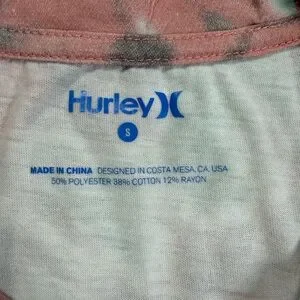 Hurley
S
MADE IN CHINA DESIGNED IN COSTA MESA, CA. USA
50% POLYESTER 38% COTTON 12% RAYON